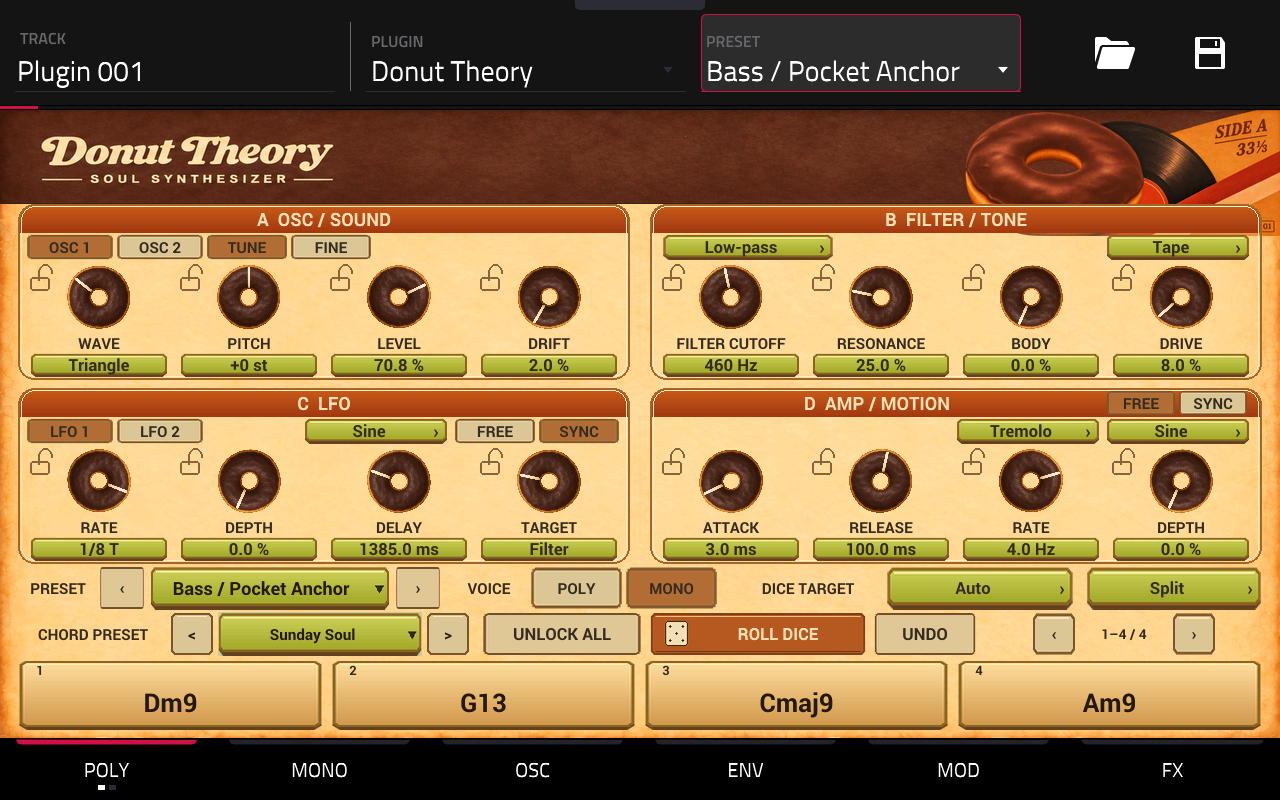 TRACK
Plugin 001
PLUGIN
Donut Theory
PRESET
Bass / Pocket Anchor
Donut Theory
SOUL SYNTHESIZER
SIDE A
33⅓
01
A OSC / SOUND
OSC 1 OSC 2 TUNE FINE
WAVE PITCH LEVEL DRIFT
Triangle +0 st 70.8 % 2.0 %
B FILTER / TONE
Low-pass › Tape ›
FILTER CUTOFF RESONANCE BODY DRIVE
460 Hz 25.0 % 0.0 % 8.0 %
C LFO
LFO 1 LFO 2 Sine › FREE SYNC
RATE DEPTH DELAY TARGET
1/8 T 0.0 % 1385.0 ms Filter
D AMP / MOTION FREE SYNC
Tremolo › Sine ›
ATTACK RELEASE RATE DEPTH
3.0 ms 100.0 ms 4.0 Hz 0.0 %
PRESET ‹ Bass / Pocket Anchor ▾ › VOICE POLY MONO DICE TARGET Auto › Split ›
CHORD PRESET < Sunday Soul ▾ > UNLOCK ALL ROLL DICE UNDO ‹ 1–4 / 4 ›
1 2 3 4
Dm9 G13 Cmaj9 Am9
POLY MONO OSC ENV MOD FX